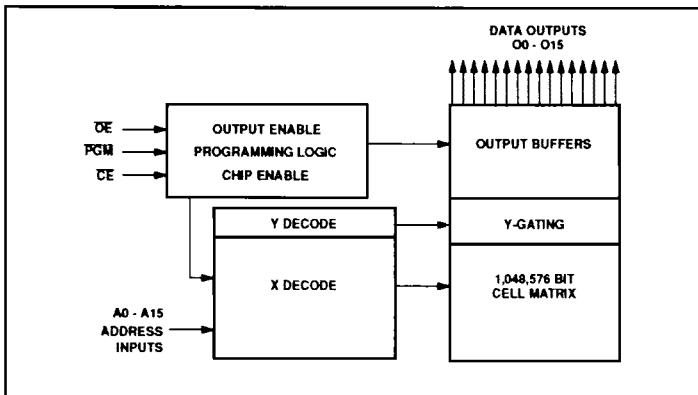 DATA OUTPUTS
O0 - O15
OE
PGM
CE
OUTPUT ENABLE
PROGRAMMING LOGIC
CHIP ENABLE
OUTPUT BUFFERS
Y DECODE
Y-GATING
X DECODE
1,048,576 BIT
CELL MATRIX
A0 - A15
ADDRESS
INPUTS